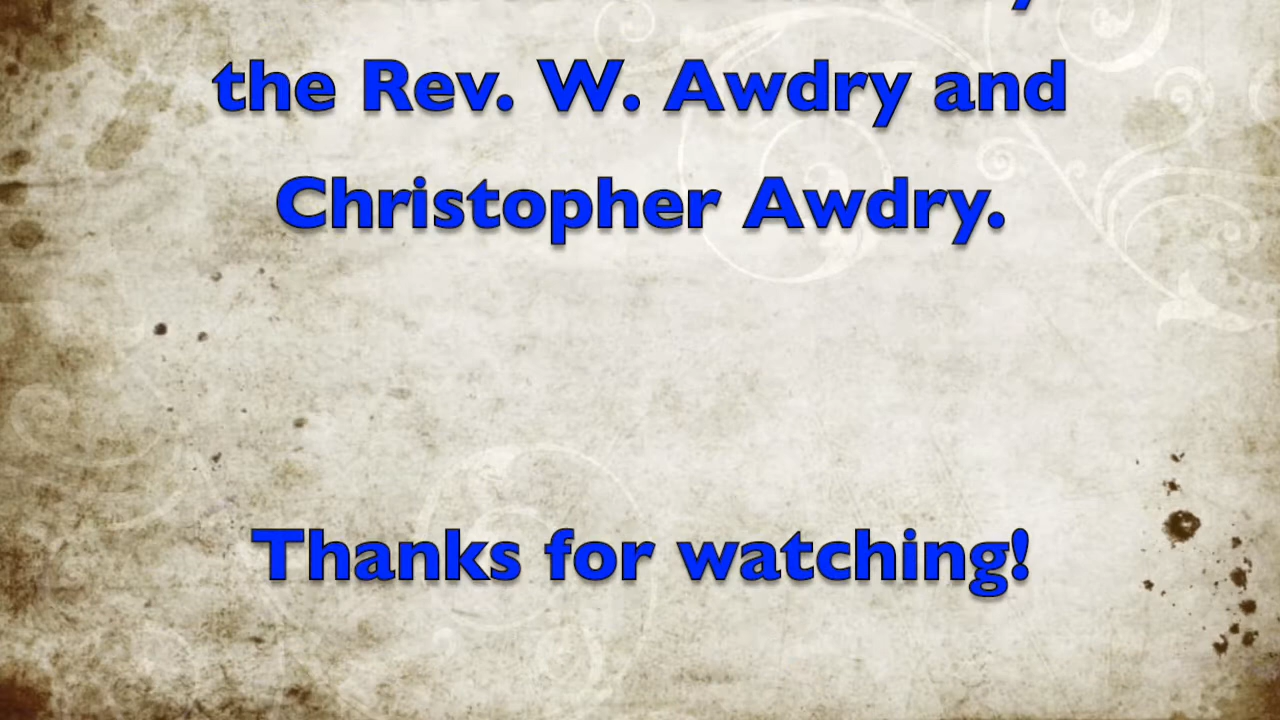 the Rev. W. Awdry and
Christopher Awdry.
Thanks for watching!